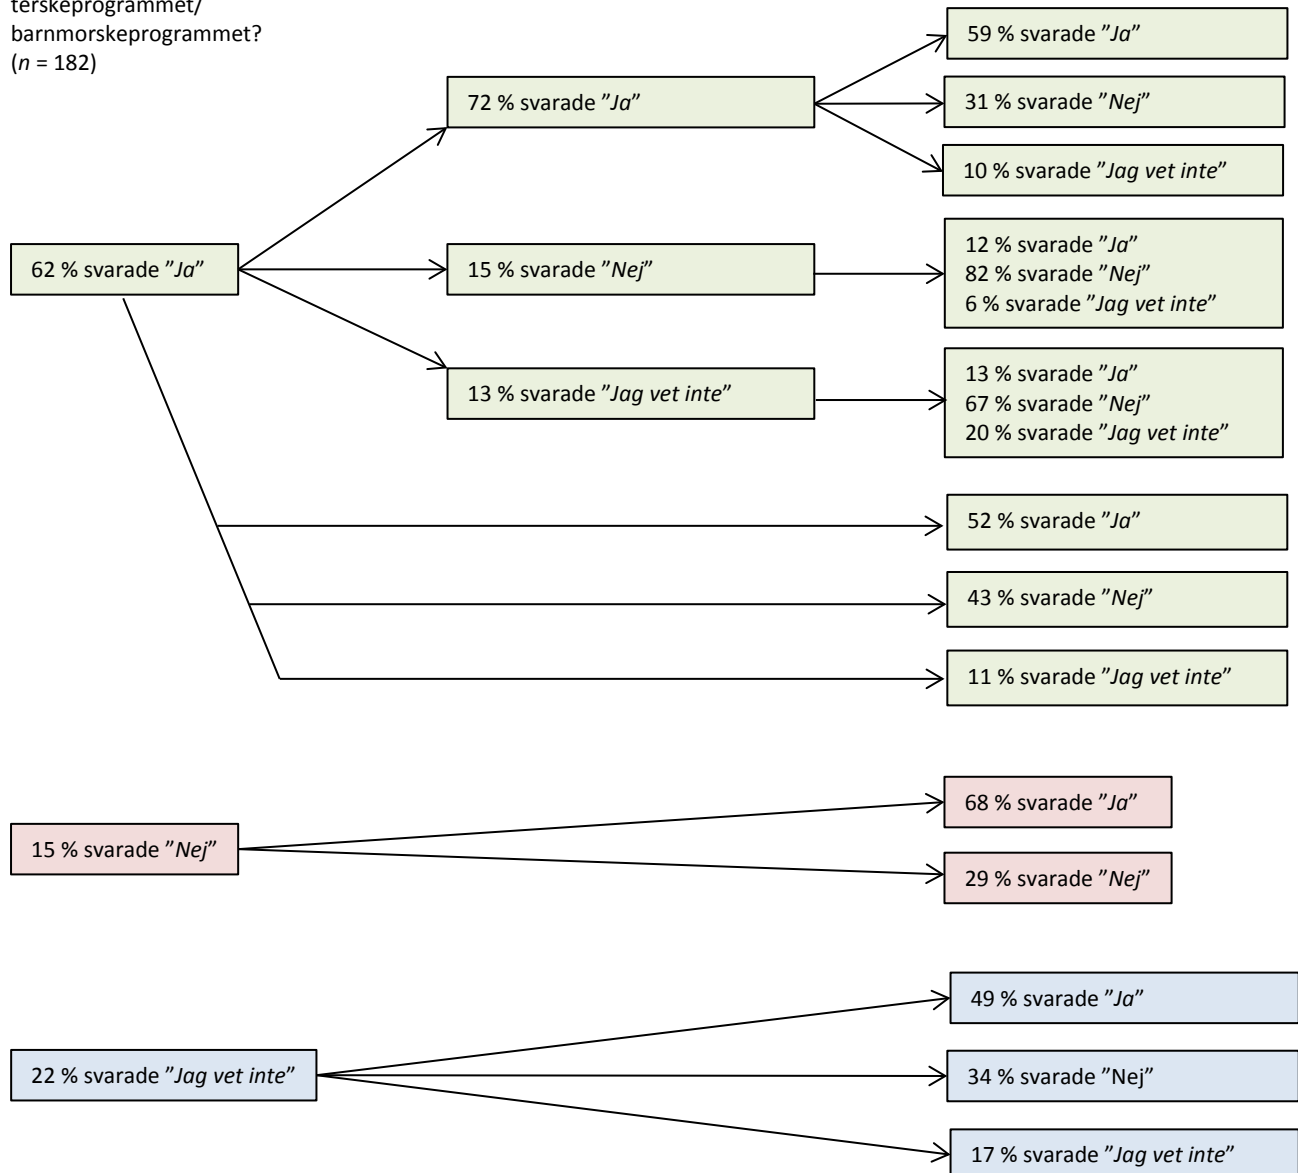 terskeprogrammet/
barnmorskeprogrammet?
(n = 182)
59 % svarade ”Ja”
72 % svarade ”Ja”
31 % svarade ”Nej”
10 % svarade ”Jag vet inte”
62 % svarade ”Ja”
15 % svarade ”Nej”
12 % svarade ”Ja”
82 % svarade ”Nej”
6 % svarade ”Jag vet inte”
13 % svarade ”Jag vet inte”
13 % svarade ”Ja”
67 % svarade ”Nej”
20 % svarade ”Jag vet inte”
52 % svarade ”Ja”
43 % svarade ”Nej”
11 % svarade ”Jag vet inte”
15 % svarade ”Nej”
68 % svarade ”Ja”
29 % svarade ”Nej”
22 % svarade ”Jag vet inte”
49 % svarade ”Ja”
34 % svarade ”Nej”
17 % svarade ”Jag vet inte”